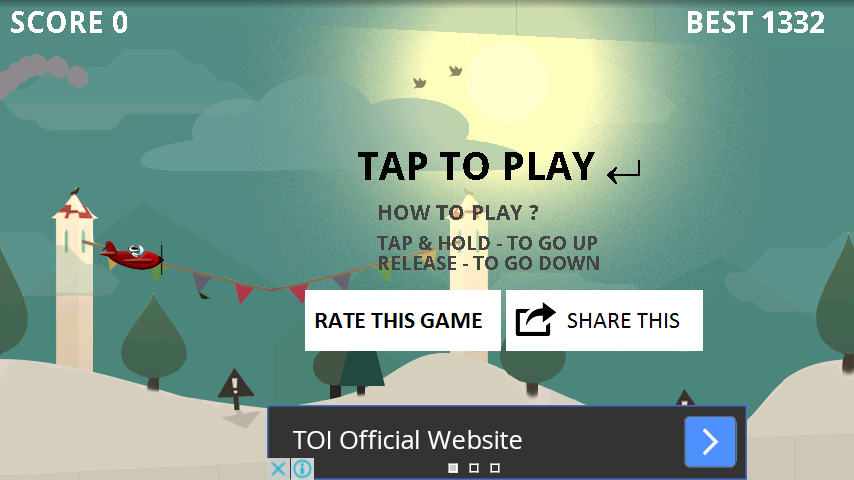 SCORE 0
BEST 1332
TAP TO PLAY
HOW TO PLAY ?
TAP & HOLD - TO GO UP
RELEASE - TO GO DOWN
RATE THIS GAME
SHARE THIS
TOI Official Website